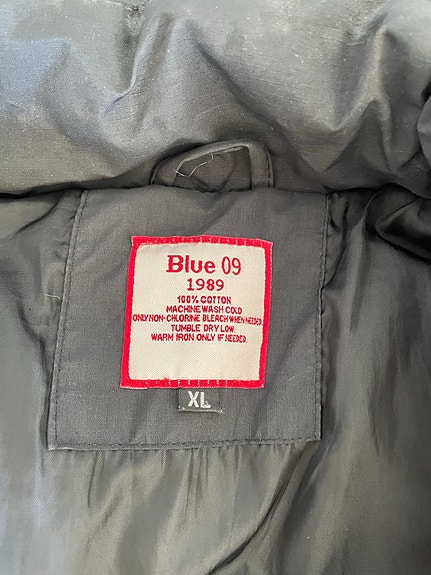 Blue 09
1989
100% COTTON
MACHINE WASH COLD
ONLY NON-CHLORINE BLEACH WHEN NEEDED.
TUMBLE DRY LOW.
WARM IRON ONLY IF NEEDED.
XL